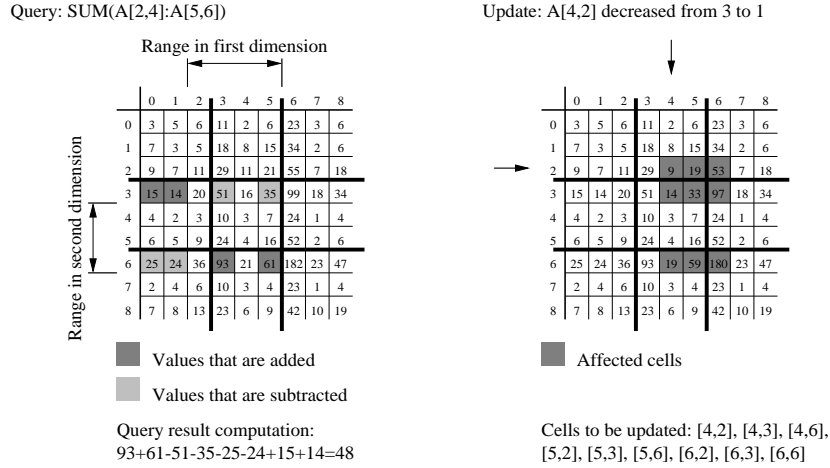 Query: SUM(A[2,4]:A[5,6])
Range in first dimension
0 1 2 3 4 5 6 7 8
0 3 5 6 11 2 6 23 3 6
1 7 3 5 18 8 15 34 2 6
2 9 7 11 29 11 21 55 7 18
3 15 14 20 51 16 35 99 18 34
4 4 2 3 10 3 7 24 1 4
5 6 5 9 24 4 16 52 2 6
6 25 24 36 93 21 61 182 23 47
7 2 4 6 10 3 4 23 1 4
8 7 8 13 23 6 9 42 10 19
Range in second dimension
Values that are added
Values that are subtracted
Query result computation:
93+61-51-35-25-24+15+14=48
Update: A[4,2] decreased from 3 to 1
0 1 2 3 4 5 6 7 8
0 3 5 6 11 2 6 23 3 6
1 7 3 5 18 8 15 34 2 6
2 9 7 11 29 9 19 53 7 18
3 15 14 20 51 14 33 97 18 34
4 4 2 3 10 3 7 24 1 4
5 6 5 9 24 4 16 52 2 6
6 25 24 36 93 19 59 180 23 47
7 2 4 6 10 3 4 23 1 4
8 7 8 13 23 6 9 42 10 19
Affected cells
Cells to be updated: [4,2], [4,3], [4,6],
[5,2], [5,3], [5,6], [6,2], [6,3], [6,6]